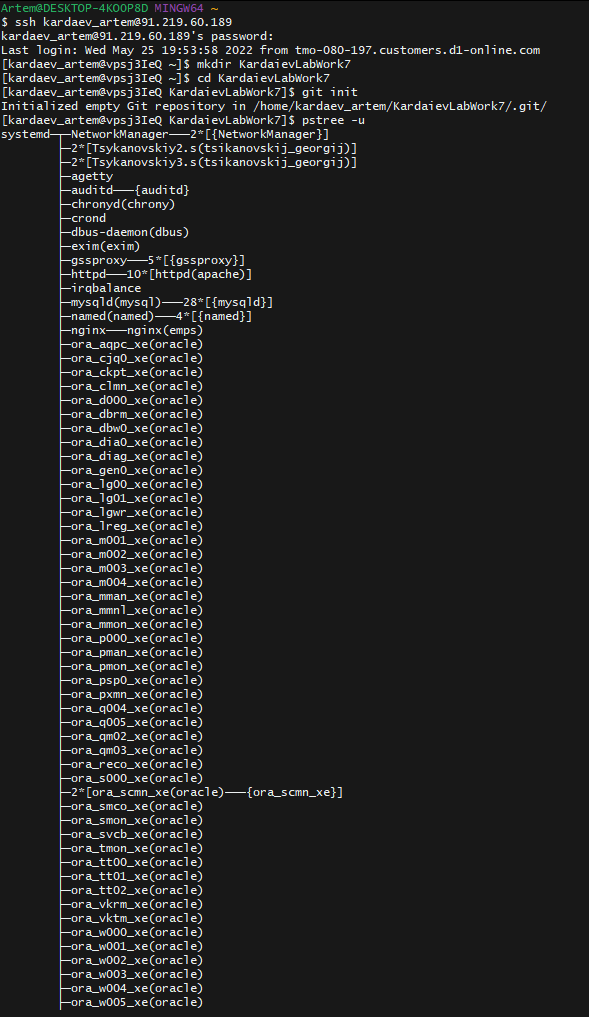 Artem@DESKTOP-4KOOP8D MINGW64 ~
$ ssh kardaev_artem@91.219.60.189
kardaev_artem@91.219.60.189's password:
Last login: Wed May 25 19:53:58 2022 from tmo-080-197.customers.d1-online.com
[kardaev_artem@vpsj3IeQ ~]$ mkdir KardaievLabWork7
[kardaev_artem@vpsj3IeQ ~]$ cd KardaievLabWork7
[kardaev_artem@vpsj3IeQ KardaievLabWork7]$ git init
Initialized empty Git repository in /home/kardaev_artem/KardaievLabWork7/.git/
[kardaev_artem@vpsj3IeQ KardaievLabWork7]$ pstree -u
systemd─┬─NetworkManager───2*[{NetworkManager}]
        ├─2*[Tsykanovskiy2.s(tsikanovskij_georgij)]
        ├─2*[Tsykanovskiy3.s(tsikanovskij_georgij)]
        ├─agetty
        ├─auditd───{auditd}
        ├─chronyd(chrony)
        ├─crond
        ├─dbus-daemon(dbus)
        ├─exim(exim)
        ├─gssproxy───5*[{gssproxy}]
        ├─httpd───10*[httpd(apache)]
        ├─irqbalance
        ├─mysqld(mysql)───28*[{mysqld}]
        ├─named(named)───4*[{named}]
        ├─nginx───nginx(emps)
        ├─ora_aqpc_xe(oracle)
        ├─ora_cjq0_xe(oracle)
        ├─ora_ckpt_xe(oracle)
        ├─ora_clmn_xe(oracle)
        ├─ora_d000_xe(oracle)
        ├─ora_dbrm_xe(oracle)
        ├─ora_dbw0_xe(oracle)
        ├─ora_dia0_xe(oracle)
        ├─ora_diag_xe(oracle)
        ├─ora_gen0_xe(oracle)
        ├─ora_lg00_xe(oracle)
        ├─ora_lg01_xe(oracle)
        ├─ora_lgwr_xe(oracle)
        ├─ora_lreg_xe(oracle)
        ├─ora_m001_xe(oracle)
        ├─ora_m002_xe(oracle)
        ├─ora_m003_xe(oracle)
        ├─ora_m004_xe(oracle)
        ├─ora_mman_xe(oracle)
        ├─ora_mmnl_xe(oracle)
        ├─ora_mmon_xe(oracle)
        ├─ora_p000_xe(oracle)
        ├─ora_pman_xe(oracle)
        ├─ora_pmon_xe(oracle)
        ├─ora_psp0_xe(oracle)
        ├─ora_pxmn_xe(oracle)
        ├─ora_q004_xe(oracle)
        ├─ora_q005_xe(oracle)
        ├─ora_qm02_xe(oracle)
        ├─ora_qm03_xe(oracle)
        ├─ora_reco_xe(oracle)
        ├─ora_s000_xe(oracle)
        ├─2*[ora_scmn_xe(oracle)───{ora_scmn_xe}]
        ├─ora_smco_xe(oracle)
        ├─ora_smon_xe(oracle)
        ├─ora_svcb_xe(oracle)
        ├─ora_tmon_xe(oracle)
        ├─ora_tt00_xe(oracle)
        ├─ora_tt01_xe(oracle)
        ├─ora_tt02_xe(oracle)
        ├─ora_vkrm_xe(oracle)
        ├─ora_vktm_xe(oracle)
        ├─ora_w000_xe(oracle)
        ├─ora_w001_xe(oracle)
        ├─ora_w002_xe(oracle)
        ├─ora_w003_xe(oracle)
        ├─ora_w004_xe(oracle)
        ├─ora_w005_xe(oracle)